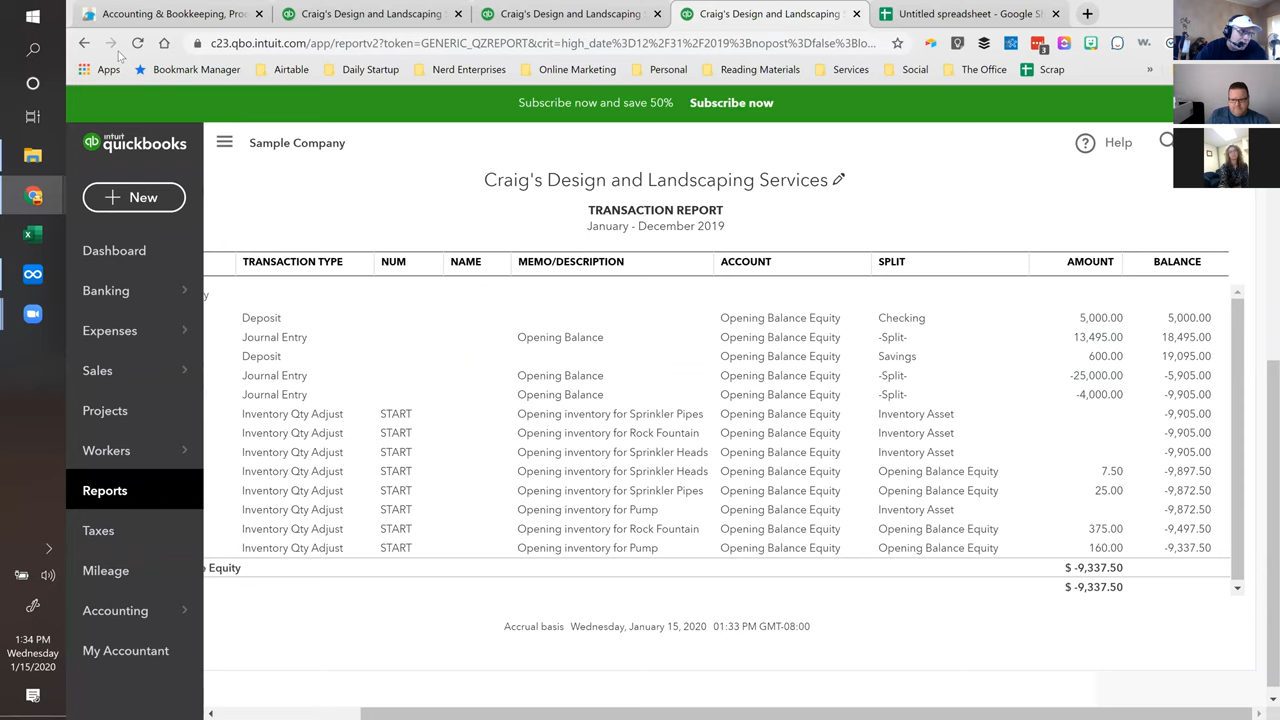 Accounting & Bookkeeping, Proc
Craig's Design and Landscaping
Craig's Design and Landscaping S
Craig's Design and Landscaping S
Untitled spreadsheet - Google Sh
c23.qbo.intuit.com/app/reportv2?token=GENERIC_QZREPORT&crit=high_date%3D12%2F31%2F2019%3Bnopost%3Dfalse%3Blo...
3
W.
Apps
Bookmark Manager
Airtable
Daily Startup
Nerd Enterprises
Online Marketing
Personal
Reading Materials
Services
Social
The Office
Scrap
»
Subscribe now and save 50% Subscribe now
intuit
quickbooks
Sample Company
Help
New
Dashboard
Banking
Expenses
Sales
Projects
Workers
Reports
Taxes
Mileage
Accounting
My Accountant
Craig's Design and Landscaping Services
TRANSACTION REPORT
January - December 2019
TRANSACTION TYPE NUM NAME MEMO/DESCRIPTION ACCOUNT SPLIT AMOUNT BALANCE
y
Deposit Opening Balance Equity Checking 5,000.00 5,000.00
Journal Entry Opening Balance Opening Balance Equity -Split- 13,495.00 18,495.00
Deposit Opening Balance Equity Savings 600.00 19,095.00
Journal Entry Opening Balance Opening Balance Equity -Split- -25,000.00 -5,905.00
Journal Entry Opening Balance Opening Balance Equity -Split- -4,000.00 -9,905.00
Inventory Qty Adjust START Opening inventory for Sprinkler Pipes Opening Balance Equity Inventory Asset -9,905.00
Inventory Qty Adjust START Opening inventory for Rock Fountain Opening Balance Equity Inventory Asset -9,905.00
Inventory Qty Adjust START Opening inventory for Sprinkler Heads Opening Balance Equity Inventory Asset -9,905.00
Inventory Qty Adjust START Opening inventory for Sprinkler Heads Opening Balance Equity Opening Balance Equity 7.50 -9,897.50
Inventory Qty Adjust START Opening inventory for Sprinkler Pipes Opening Balance Equity Opening Balance Equity 25.00 -9,872.50
Inventory Qty Adjust START Opening inventory for Pump Opening Balance Equity Inventory Asset -9,872.50
Inventory Qty Adjust START Opening inventory for Rock Fountain Opening Balance Equity Opening Balance Equity 375.00 -9,497.50
Inventory Qty Adjust START Opening inventory for Pump Opening Balance Equity Opening Balance Equity 160.00 -9,337.50
e Equity $ -9,337.50
$ -9,337.50
Accrual basis Wednesday, January 15, 2020 01:33 PM GMT-08:00
1:34 PM
Wednesday
1/15/2020